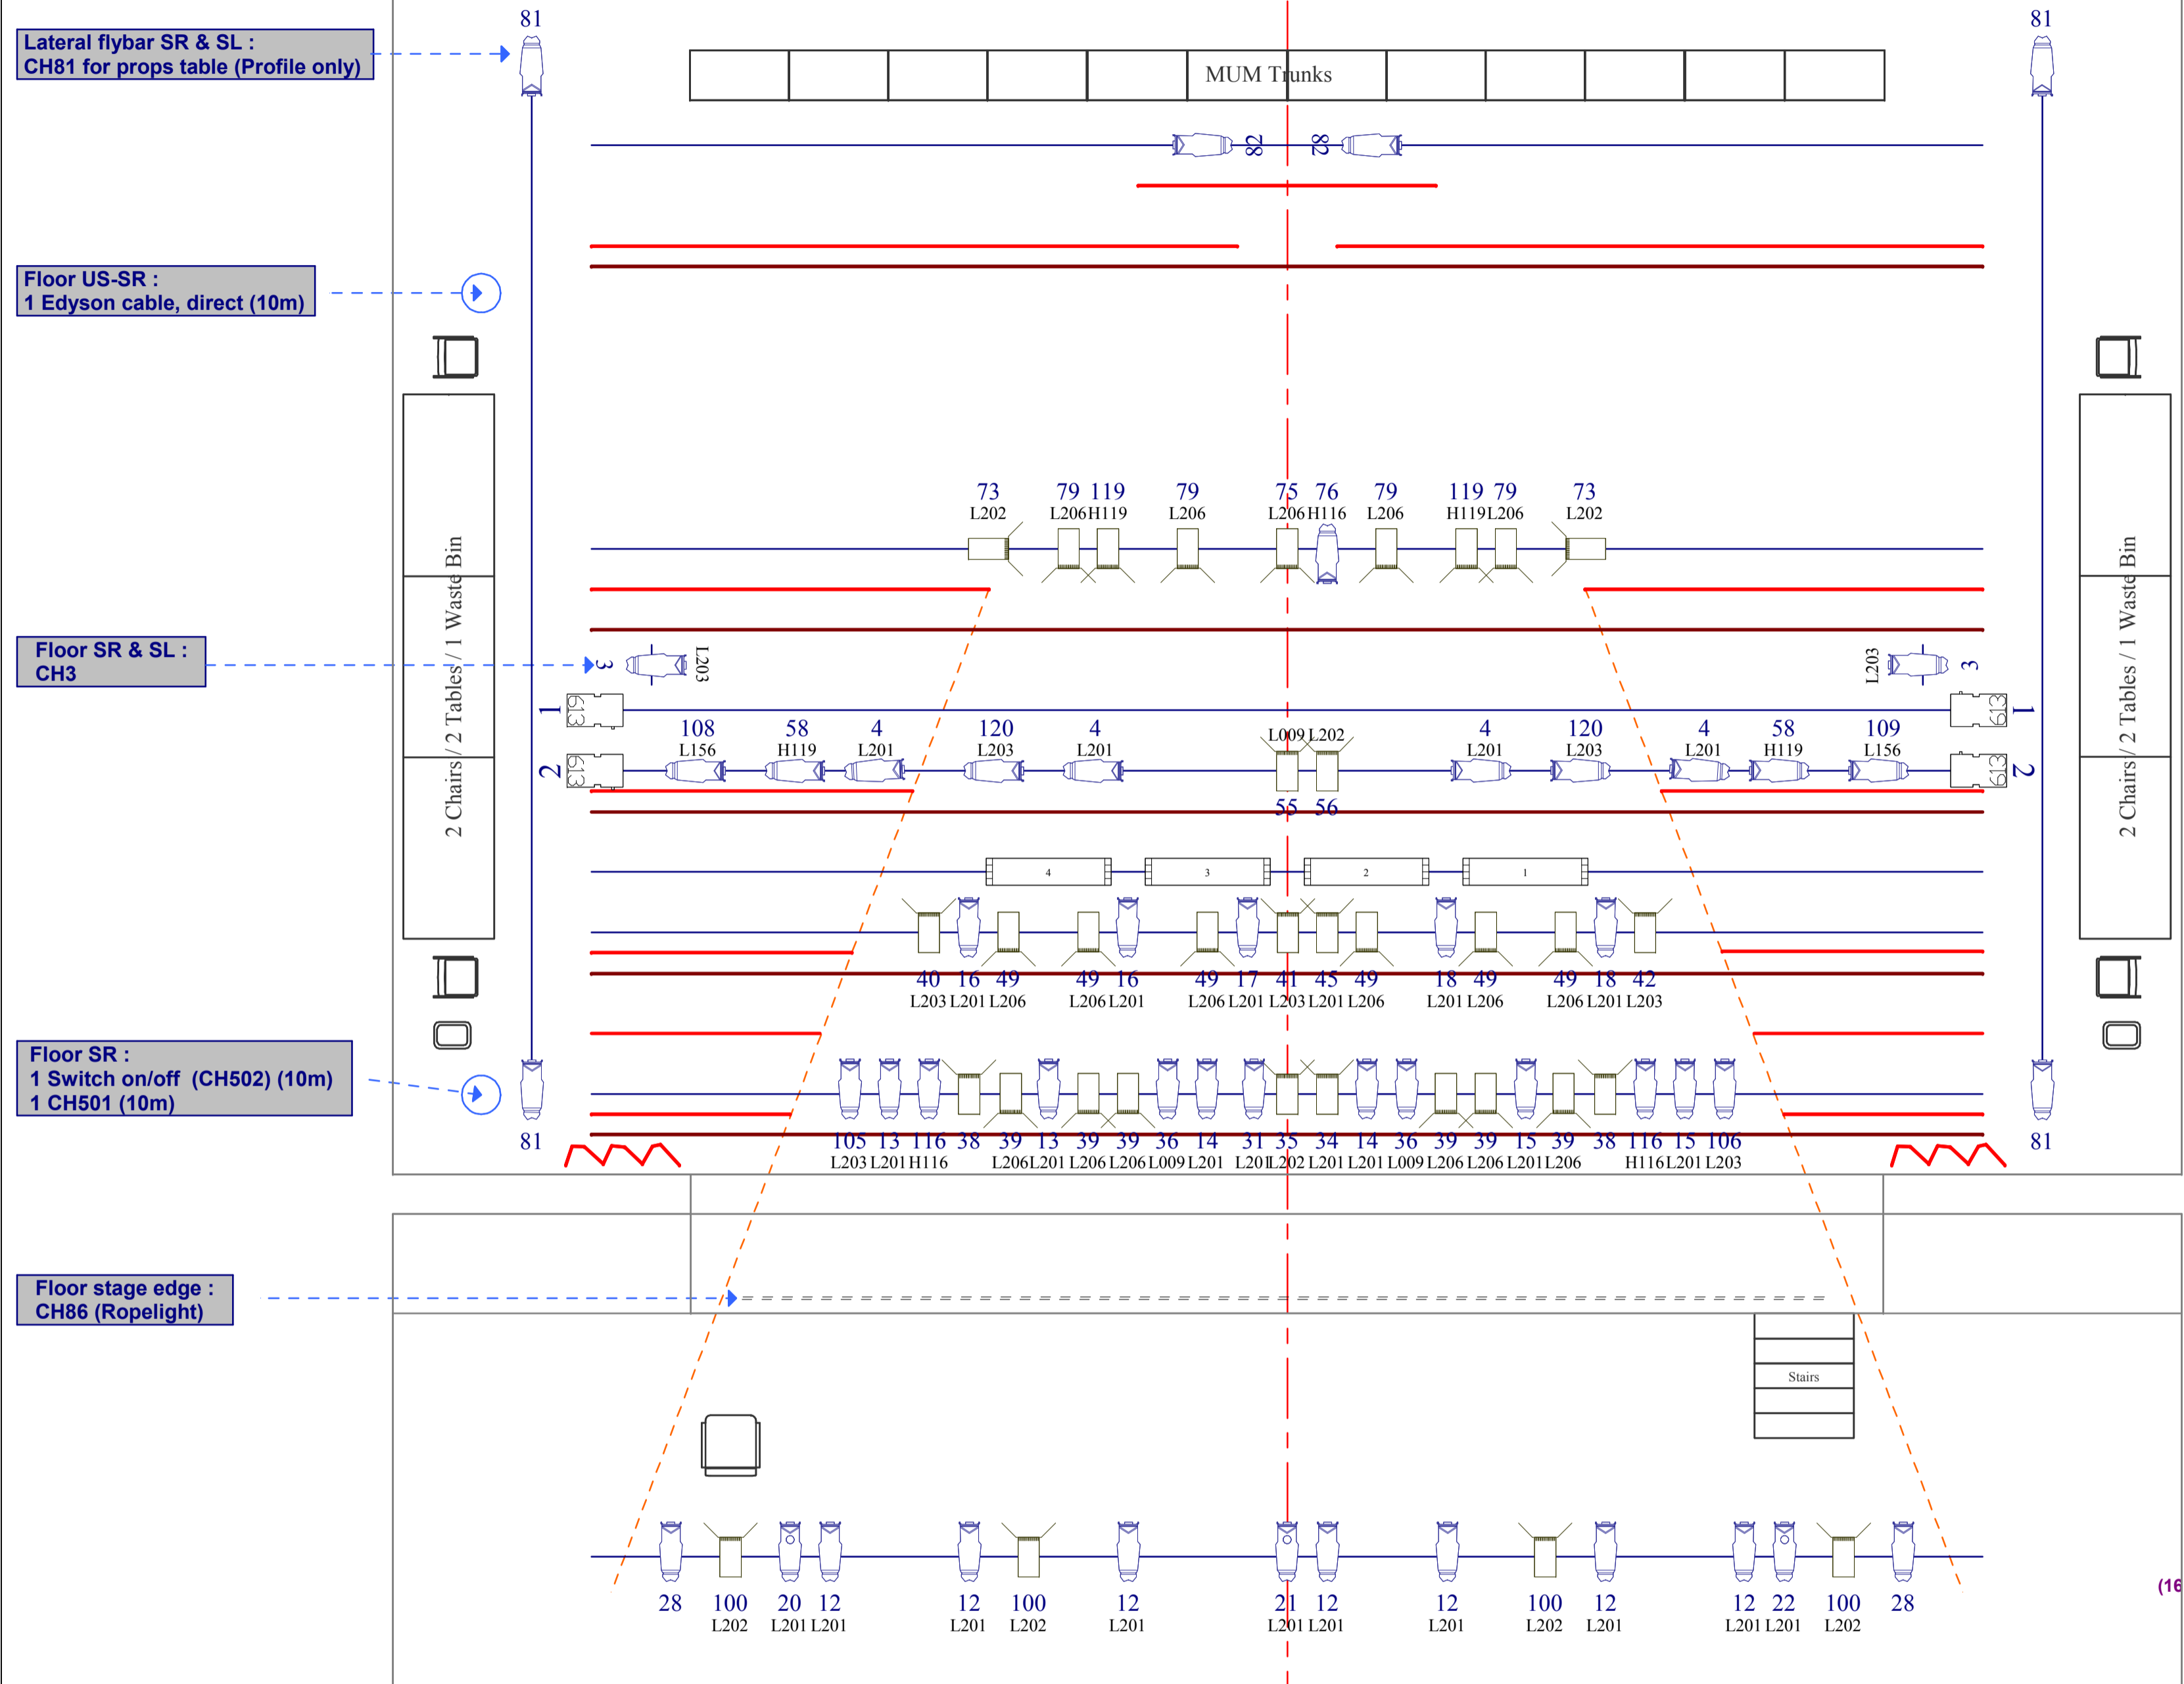 81 81
Lateral flybar SR & SL :
CH81 for props table (Profile only)
MUM Trunks
82 82
Floor US-SR :
1 Edyson cable, direct (10m)
73 79 119 79 75 76 79 119 79 73
L202 L206 H119 L206 L206 H116 L206 H119 L206 L202
2 Chairs / 2 Tables / 1 Waste Bin
2 Chairs / 2 Tables / 1 Waste Bin
Floor SR & SL :
CH3
3 L203 L203 3
1 613 613 1
108 58 4 120 4 4 120 4 58 109
L156 H119 L201 L203 L201 L009 L202 L201 L203 L201 H119 L156
2 613 613 2
55 56
4 3 2 1
40 16 49 49 16 49 17 41 45 49 18 49 49 18 42
L203 L201 L206 L206 L201 L206 L201 L203 L201 L206 L201 L206 L206 L201 L203
Floor SR :
1 Switch on/off (CH502) (10m)
1 CH501 (10m)
81 105 13 116 38 39 13 39 39 36 14 31 35 34 14 36 39 39 15 39 38 116 15 106 81
L203 L201 H116 L206 L201 L206 L206 L009 L201 L201 L202 L201 L201 L009 L206 L206 L201 L206 H116 L201 L203
Floor stage edge :
CH86 (Ropelight)
Stairs
28 100 20 12 12 100 12 21 12 12 100 12 12 22 100 28
L202 L201 L201 L201 L202 L201 L201 L201 L201 L202 L201 L201 L201 L202
(16